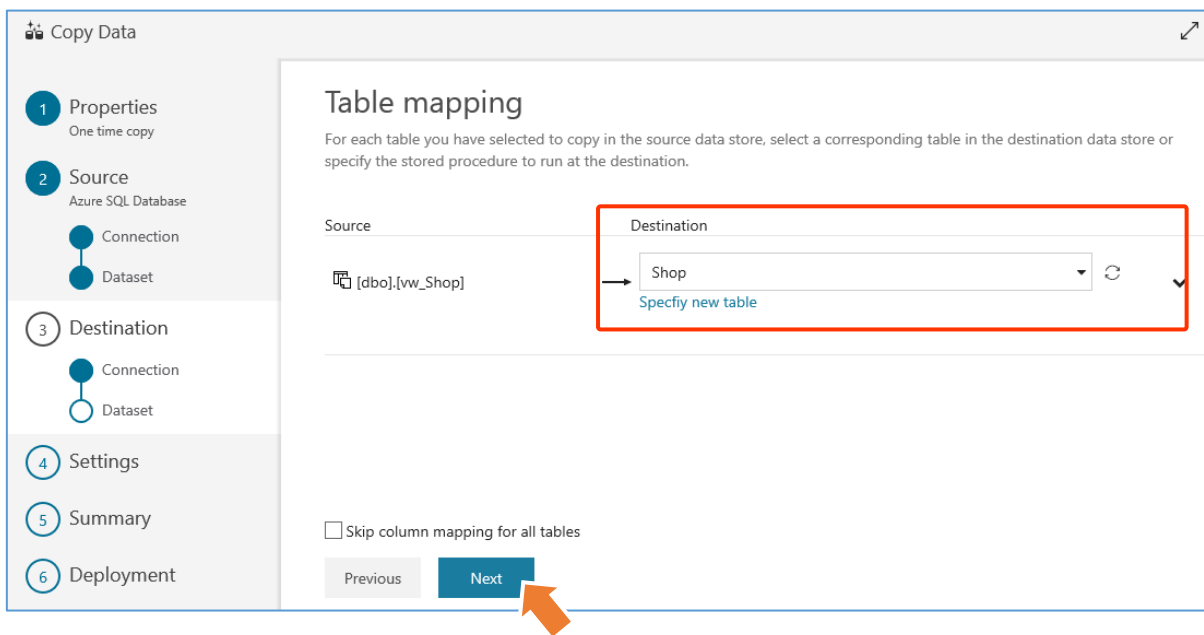 Copy Data
1
Properties
One time copy
2
Source
Azure SQL Database
Connection
Dataset
3
Destination
Connection
Dataset
4
Settings
5
Summary
6
Deployment
Table mapping
For each table you have selected to copy in the source data store, select a corresponding table in the destination data store or
specify the stored procedure to run at the destination.
Source
Destination
[dbo].[vw_Shop]
Shop
Specfiy new table
Skip column mapping for all tables
Previous
Next